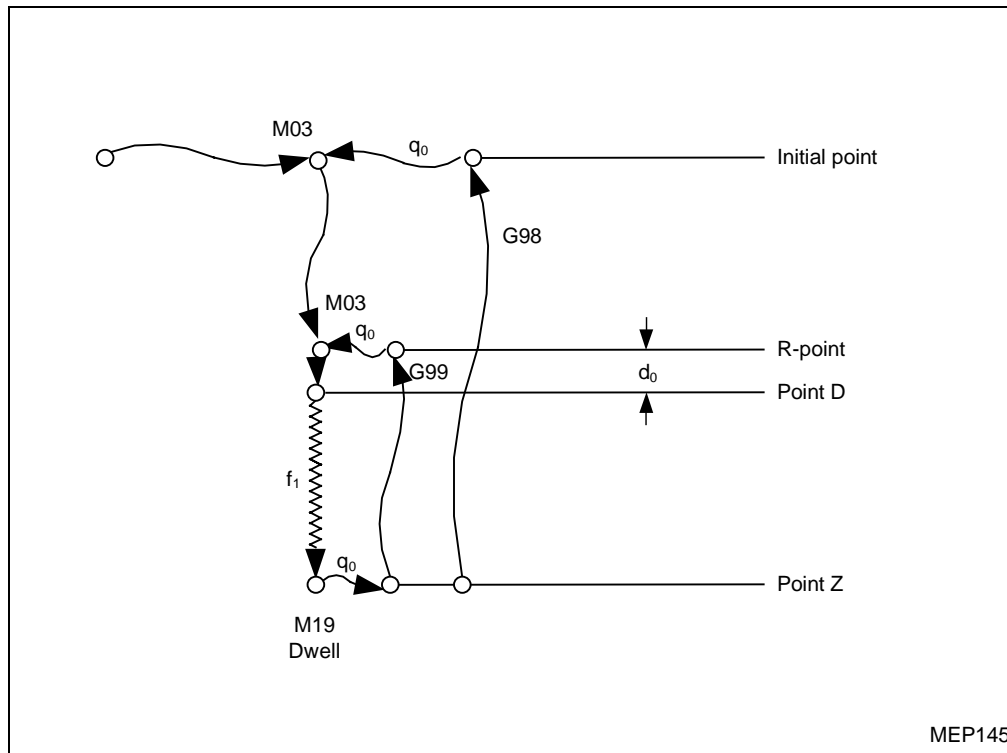 M03
q₀
Initial point
G98
M03
q₀
R-point
G99
d₀
Point D
f₁
q₀
Point Z
M19
Dwell
MEP145